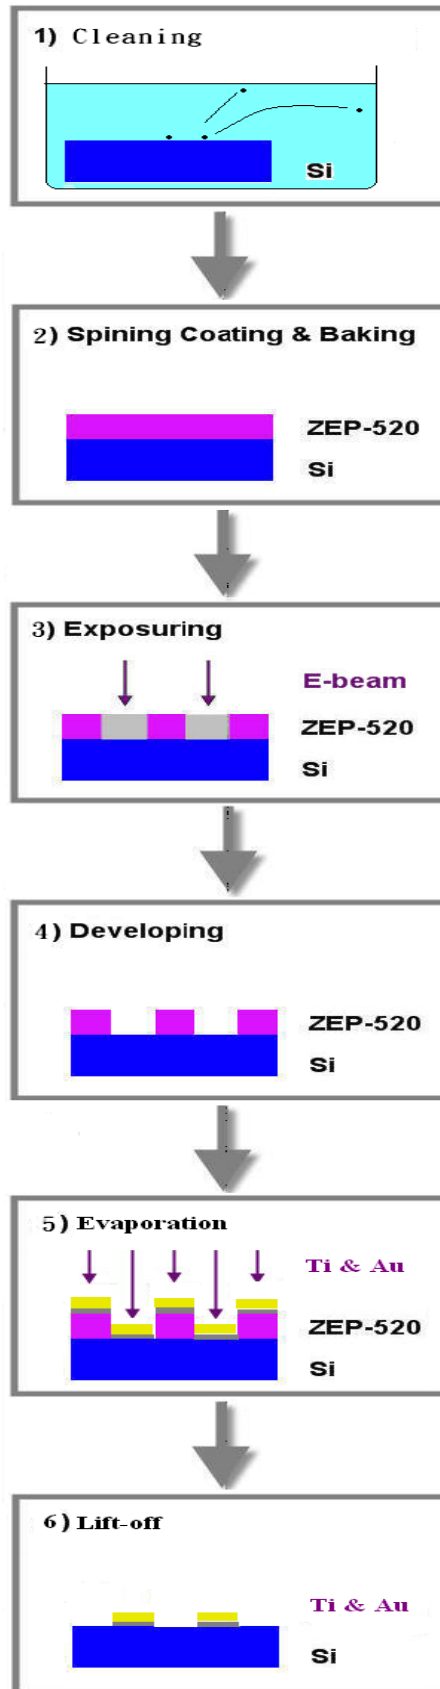 1) Cleaning
Si
2) Spining Coating & Baking
ZEP-520
Si
3) Exposuring
E-beam
ZEP-520
Si
4) Developing
ZEP-520
Si
5) Evaporation
Ti & Au
ZEP-520
Si
6) Lift-off
Ti & Au
Si